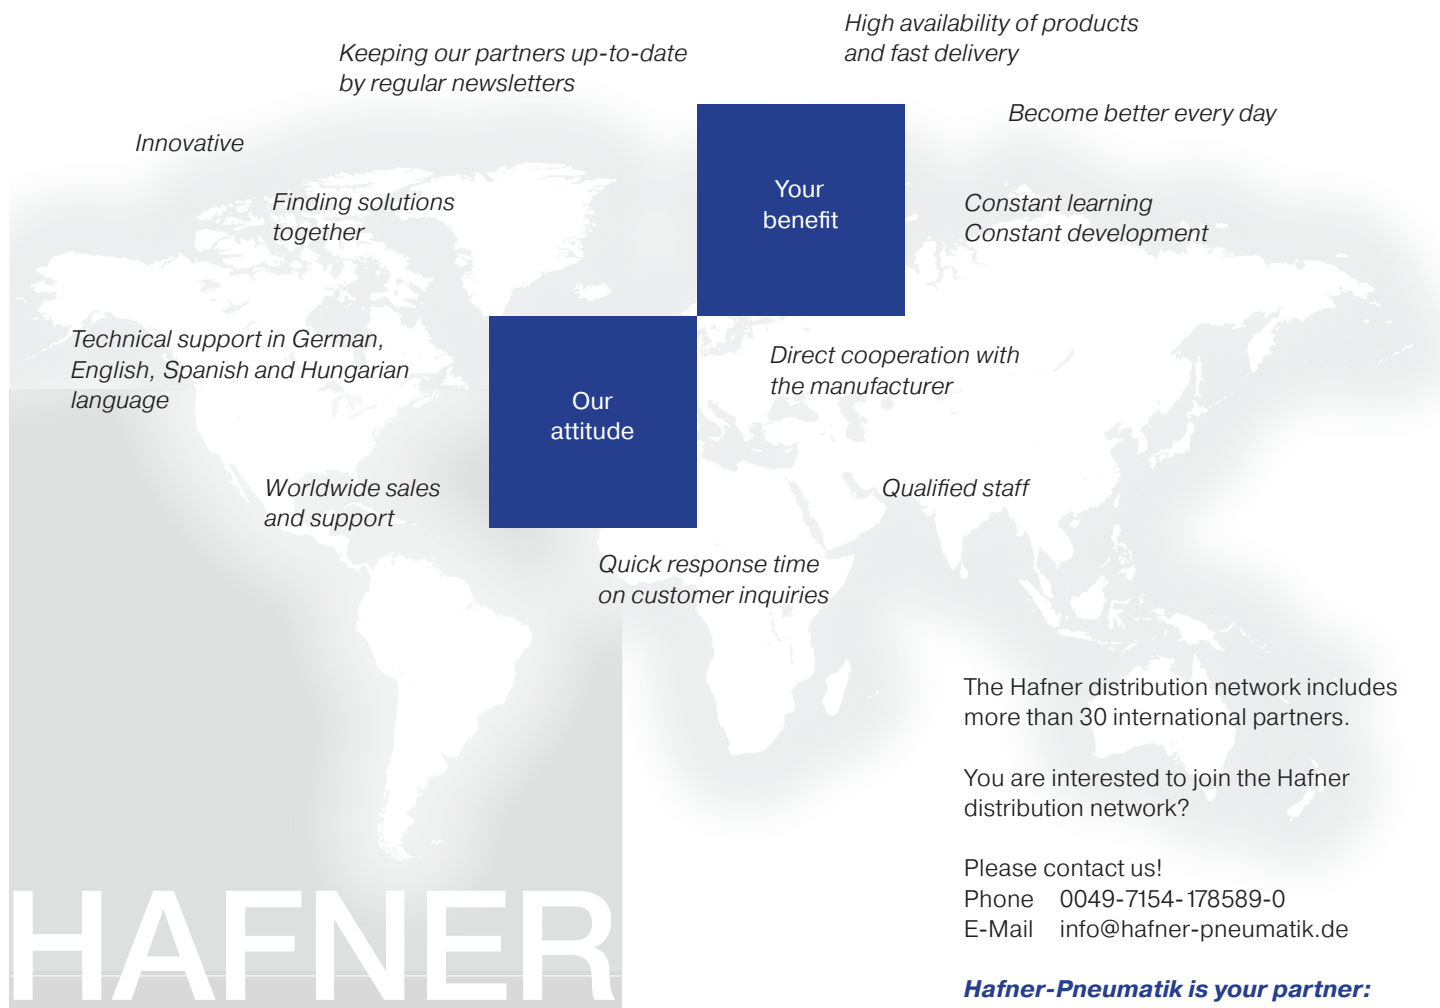 High availability of products
and fast delivery
Keeping our partners up-to-date
by regular newsletters
Become better every day
Innovative
Your
benefit
Finding solutions
together
Constant learning
Constant development
Technical support in German,
English, Spanish and Hungarian
language
Direct cooperation with
the manufacturer
Our
attitude
Worldwide sales
and support
Qualified staff
Quick response time
on customer inquiries
The Hafner distribution network includes
more than 30 international partners.
You are interested to join the Hafner
distribution network?
Please contact us!
Phone 0049-7154-178589-0
E-Mail info@hafner-pneumatik.de
HAFNER
Hafner-Pneumatik is your partner: